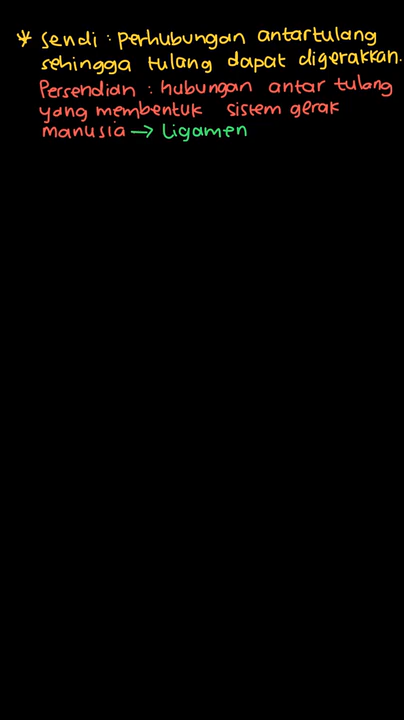 * Sendi : perhubungan antartulang
sehingga tulang dapat digerakkan.
Persendian : hubungan antar tulang
yang membentuk sistem gerak
manusia → Ligamen